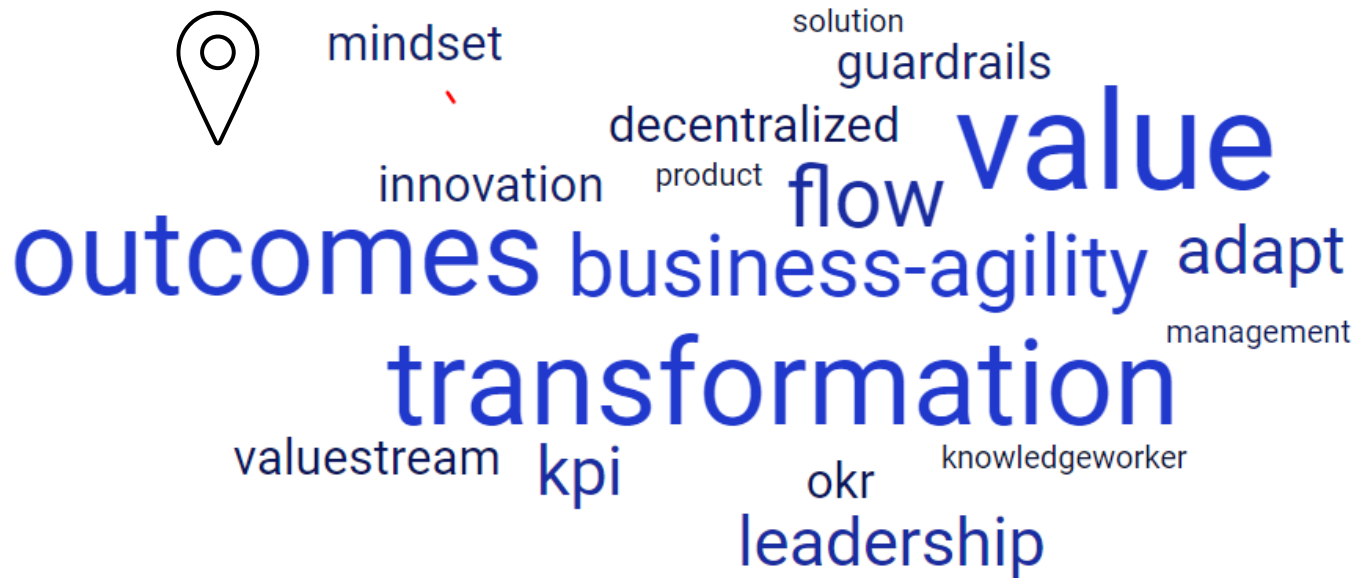 mindset
solution
guardrails
decentralized
value
innovation
product
flow
outcomes
business-agility
adapt
management
transformation
valuestream
kpi
okr
knowledgeworker
leadership